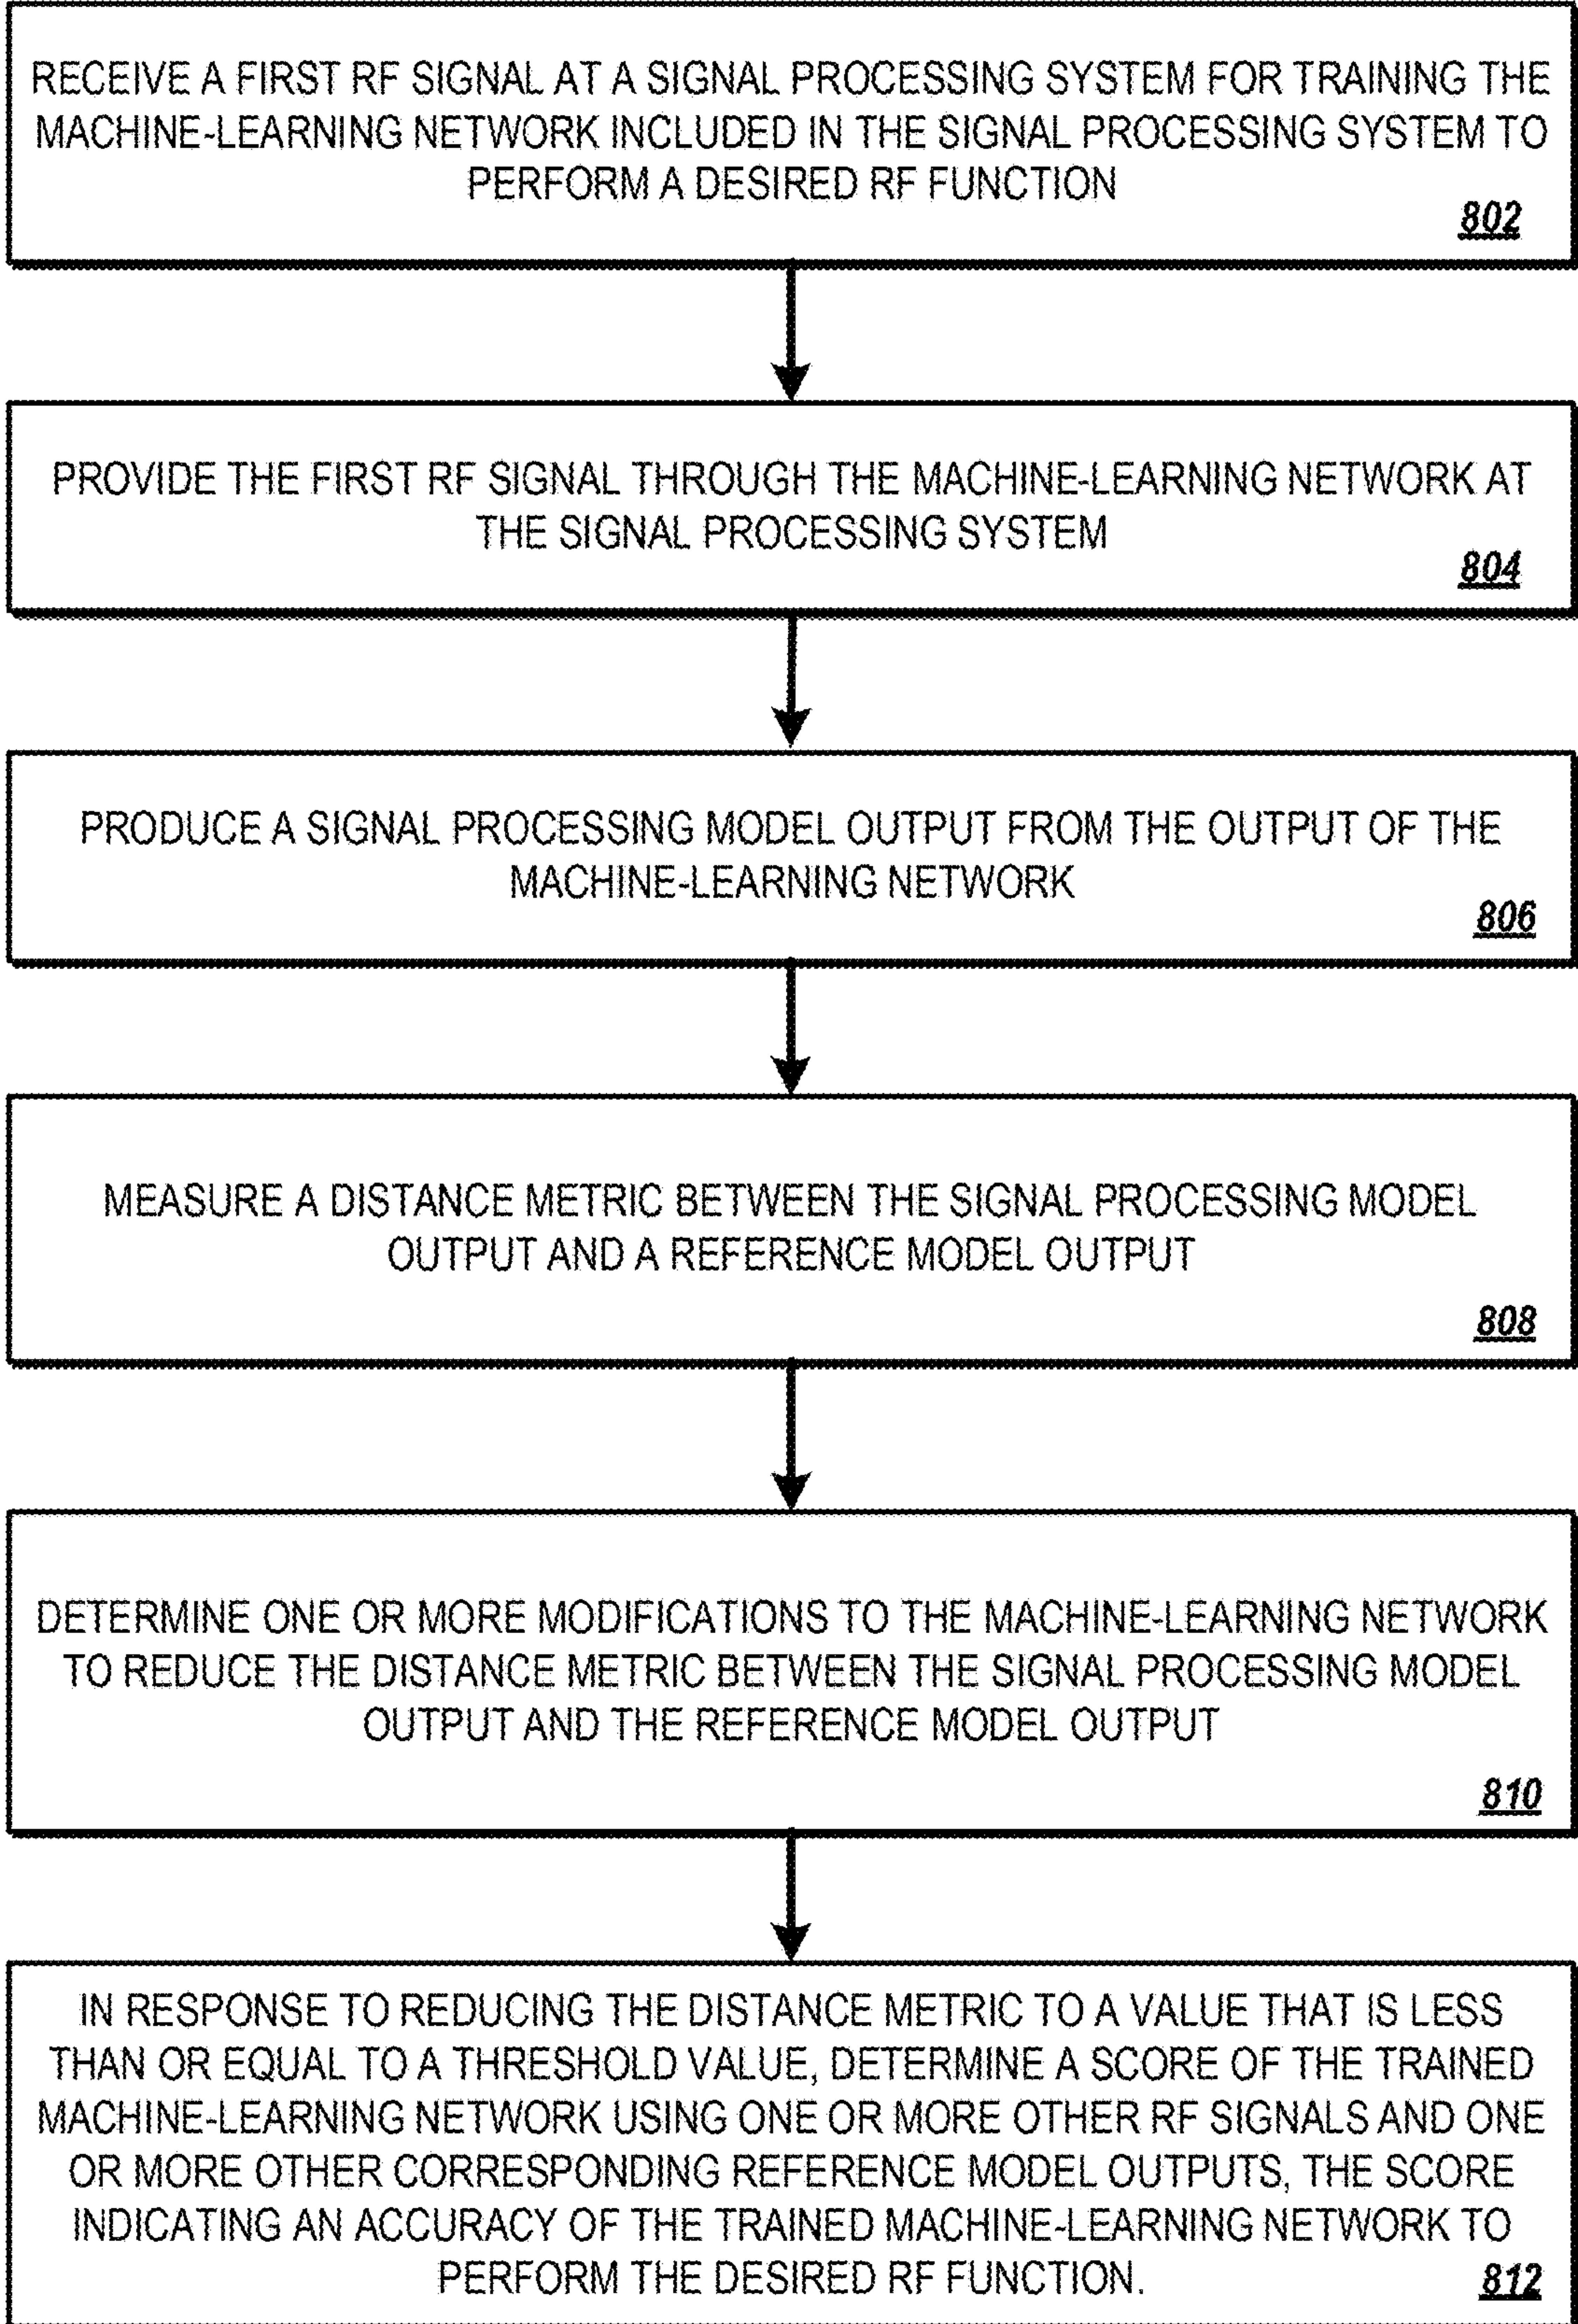 RECEIVE A FIRST RF SIGNAL AT A SIGNAL PROCESSING SYSTEM FOR TRAINING THE
MACHINE-LEARNING NETWORK INCLUDED IN THE SIGNAL PROCESSING SYSTEM TO
PERFORM A DESIRED RF FUNCTION
802
PROVIDE THE FIRST RF SIGNAL THROUGH THE MACHINE-LEARNING NETWORK AT
THE SIGNAL PROCESSING SYSTEM
804
PRODUCE A SIGNAL PROCESSING MODEL OUTPUT FROM THE OUTPUT OF THE
MACHINE-LEARNING NETWORK
806
MEASURE A DISTANCE METRIC BETWEEN THE SIGNAL PROCESSING MODEL
OUTPUT AND A REFERENCE MODEL OUTPUT
808
DETERMINE ONE OR MORE MODIFICATIONS TO THE MACHINE-LEARNING NETWORK
TO REDUCE THE DISTANCE METRIC BETWEEN THE SIGNAL PROCESSING MODEL
OUTPUT AND THE REFERENCE MODEL OUTPUT
810
IN RESPONSE TO REDUCING THE DISTANCE METRIC TO A VALUE THAT IS LESS
THAN OR EQUAL TO A THRESHOLD VALUE, DETERMINE A SCORE OF THE TRAINED
MACHINE-LEARNING NETWORK USING ONE OR MORE OTHER RF SIGNALS AND ONE
OR MORE OTHER CORRESPONDING REFERENCE MODEL OUTPUTS, THE SCORE
INDICATING AN ACCURACY OF THE TRAINED MACHINE-LEARNING NETWORK TO
PERFORM THE DESIRED RF FUNCTION.
812